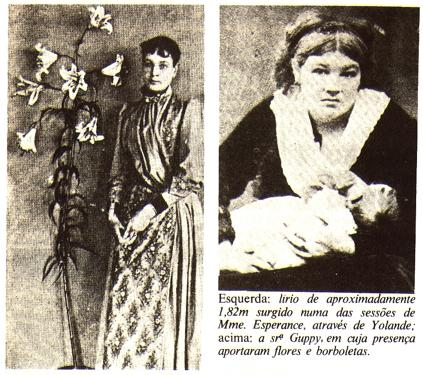 Esquerda: lírio de aproximadamente
1,82m surgido numa das sessões de
Mme. Esperance, através de Yolande;
acima: a srª Guppy, em cuja presença
aportaram flores e borboletas.